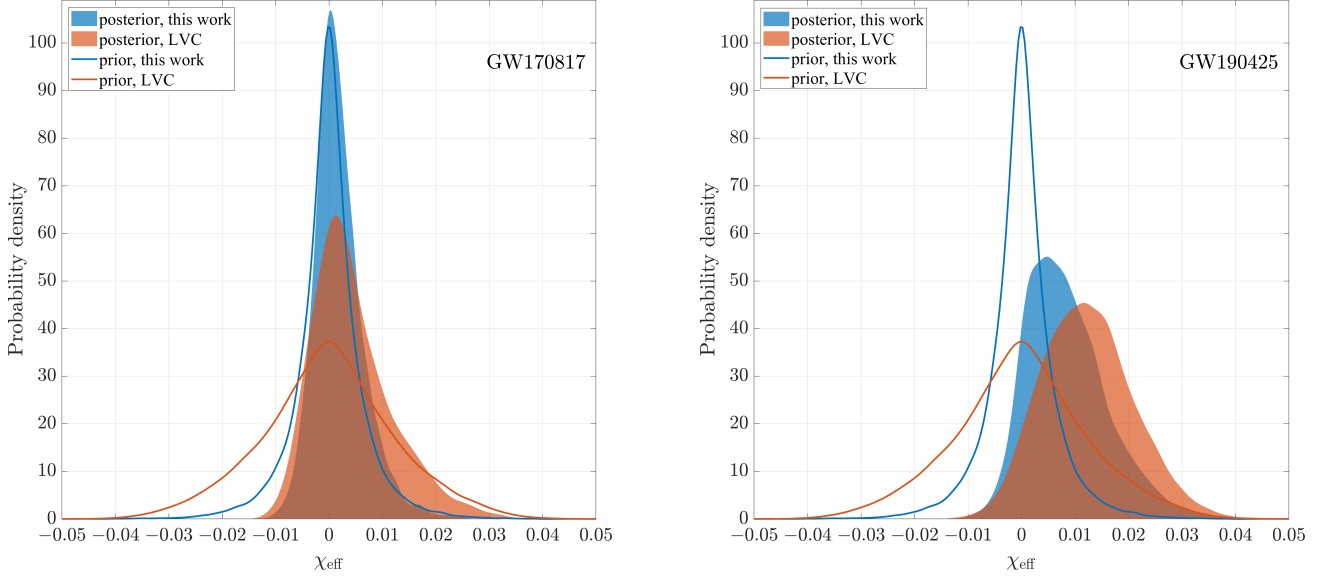 posterior, this work
posterior, LVC
prior, this work
prior, LVC
GW170817
Probability density
100
90
80
70
60
50
40
30
20
10
0
−0.05 −0.04 −0.03 −0.02 −0.01 0 0.01 0.02 0.03 0.04 0.05
χeff
posterior, this work
posterior, LVC
prior, this work
prior, LVC
GW190425
Probability density
100
90
80
70
60
50
40
30
20
10
0
−0.05 −0.04 −0.03 −0.02 −0.01 0 0.01 0.02 0.03 0.04 0.05
χeff